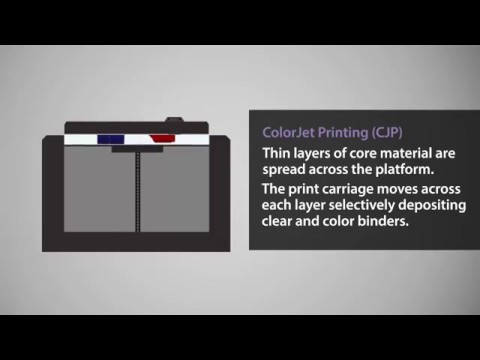 ColorJet Printing (CJP)
Thin layers of core material are
spread across the platform.
The print carriage moves across
each layer selectively depositing
clear and color binders.